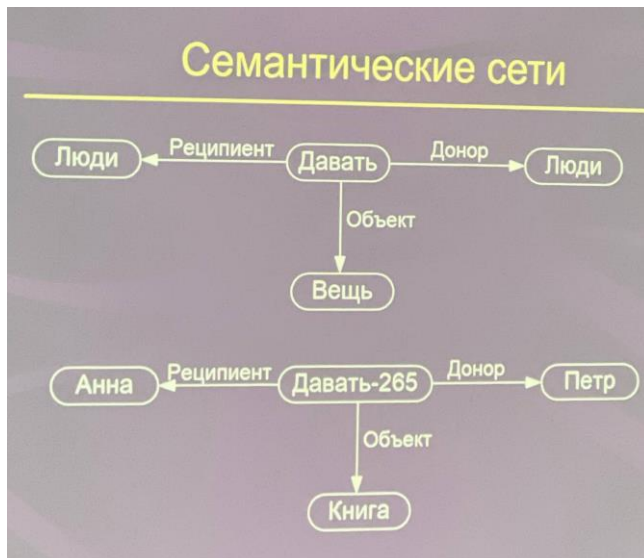 Семантические сети
Люди
Реципиент
Давать
Донор
Люди
Объект
Вещь
Анна
Реципиент
Давать-265
Донор
Петр
Объект
Книга